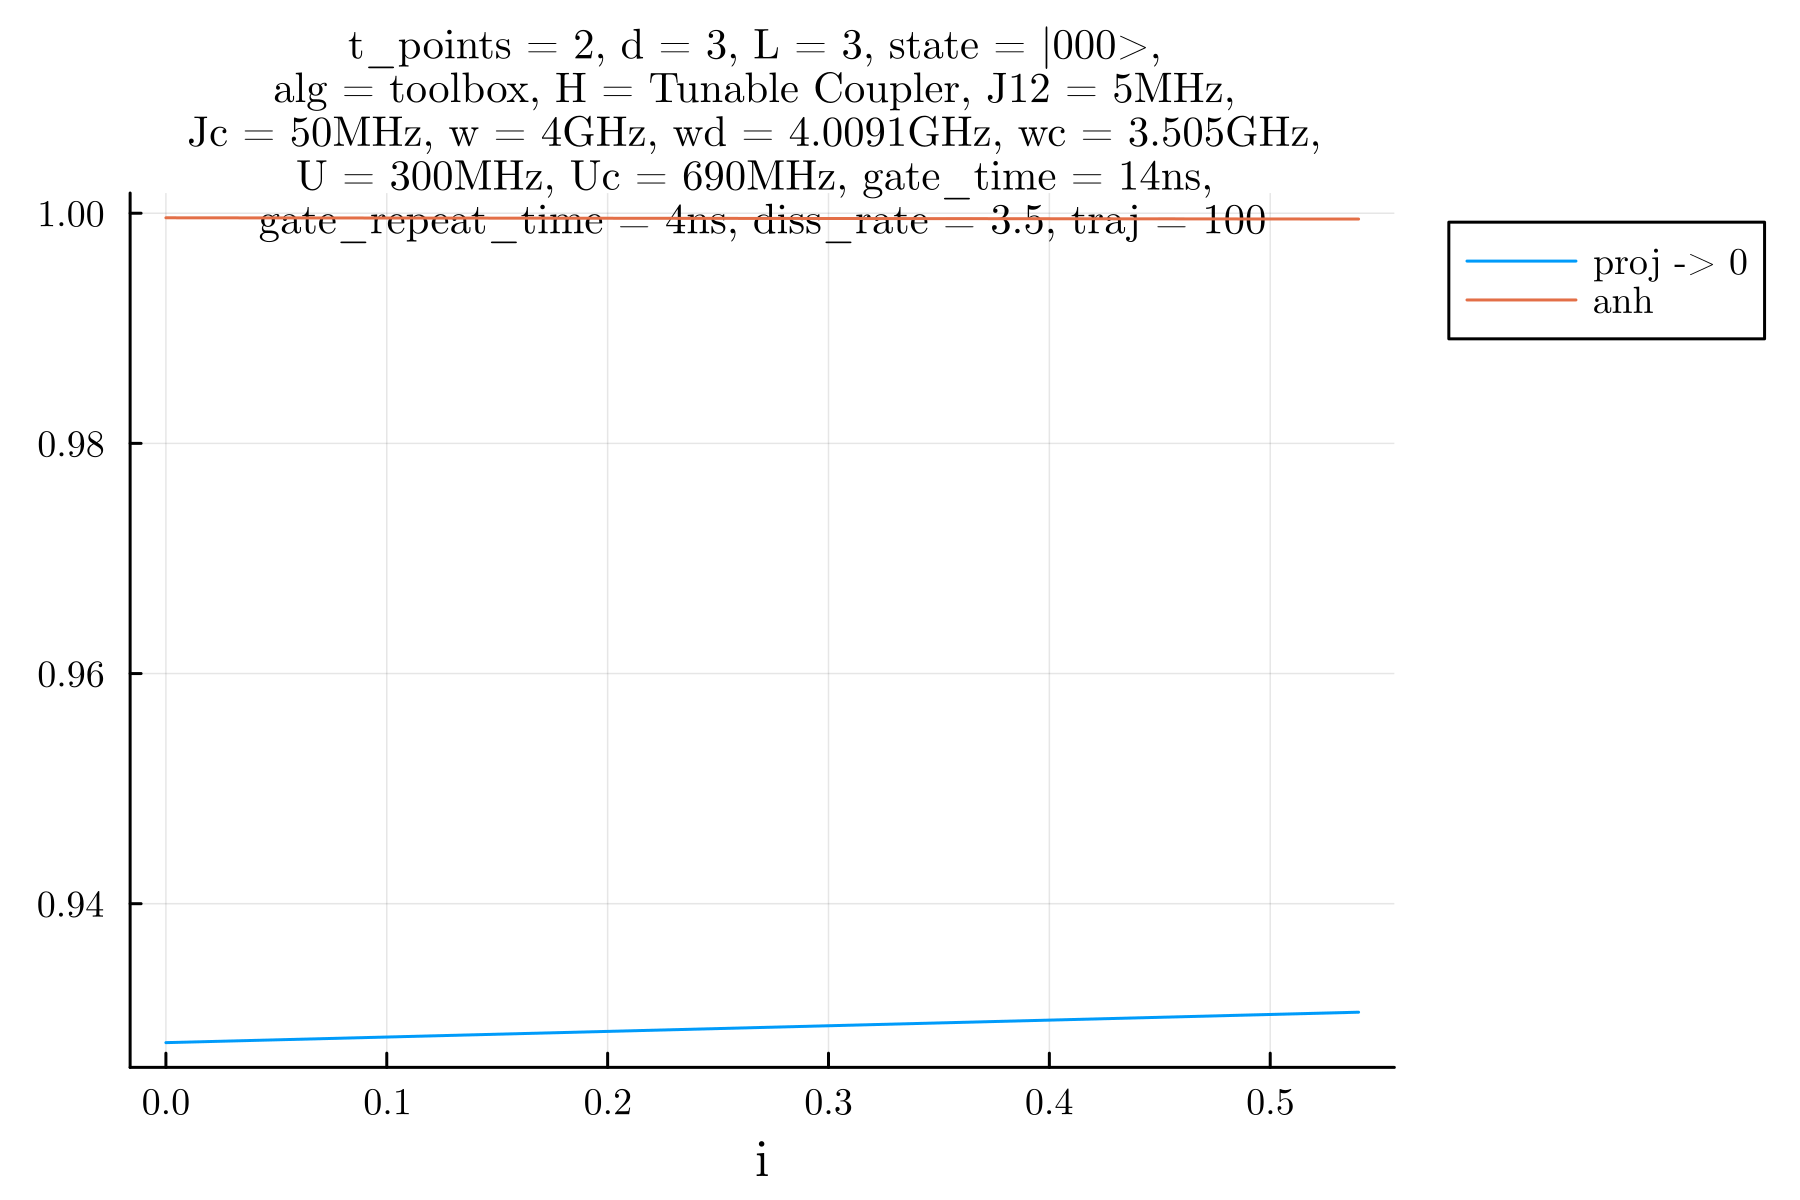 t_points = 2, d = 3, L = 3, state = |000>,
alg = toolbox, H = Tunable Coupler, J12 = 5MHz,
Jc = 50MHz, w = 4GHz, wd = 4.0091GHz, wc = 3.505GHz,
U = 300MHz, Uc = 690MHz, gate_time = 14ns,
gate_repeat_time = 4ns, diss_rate = 3.5, traj = 100
1.00
0.98
0.96
0.94
0.0 0.1 0.2 0.3 0.4 0.5
i
proj -> 0
anh